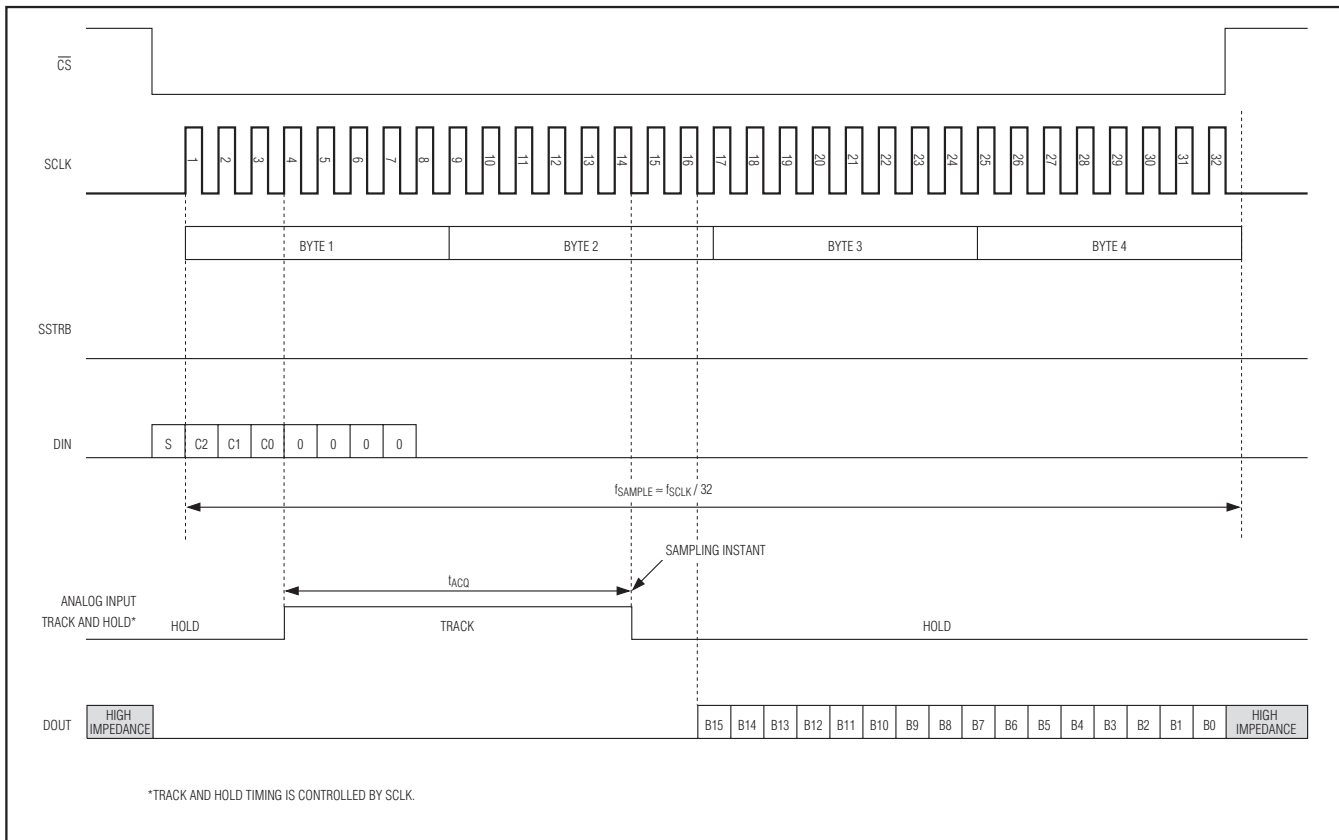 CS
SCLK
1 2 3 4 5 6 7 8 9 10 11 12 13 14 15 16 17 18 19 20 21 22 23 24 25 26 27 28 29 30 31 32
BYTE 1 BYTE 2 BYTE 3 BYTE 4
SSTRB
DIN
S C2 C1 C0 0 0 0 0
fSAMPLE = fSCLK / 32
SAMPLING INSTANT
tACQ
ANALOG INPUT
TRACK AND HOLD*
HOLD TRACK HOLD
DOUT
HIGH
IMPEDANCE
B15 B14 B13 B12 B11 B10 B9 B8 B7 B6 B5 B4 B3 B2 B1 B0
HIGH
IMPEDANCE
*TRACK AND HOLD TIMING IS CONTROLLED BY SCLK.